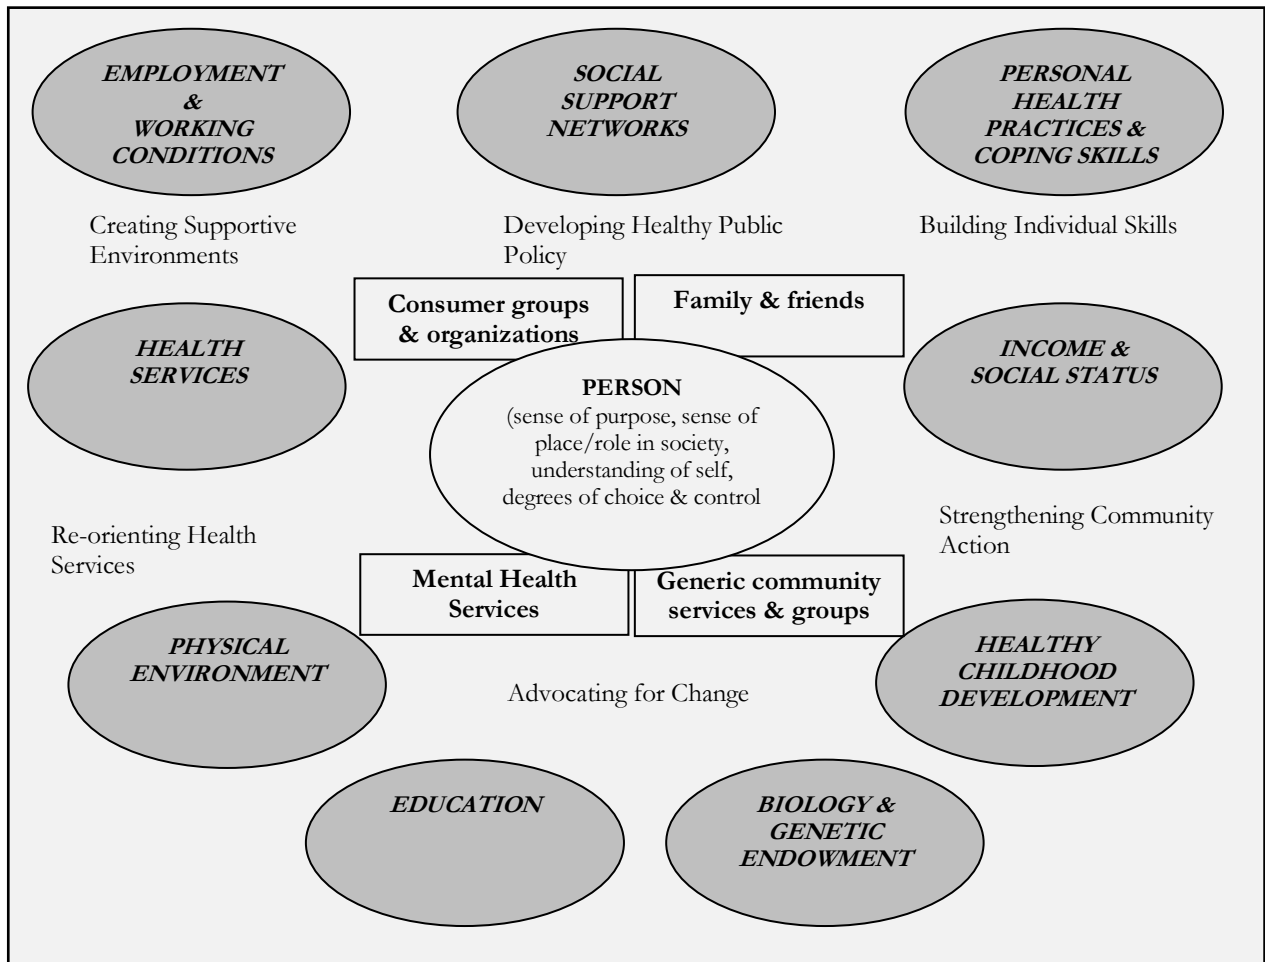 EMPLOYMENT
&
WORKING
CONDITIONS
SOCIAL
SUPPORT
NETWORKS
PERSONAL
HEALTH
PRACTICES &
COPING SKILLS
Creating Supportive
Environments
Developing Healthy Public
Policy
Building Individual Skills
Consumer groups
& organizations
Family & friends
HEALTH
SERVICES
PERSON
(sense of purpose, sense of
place/role in society,
understanding of self,
degrees of choice & control
INCOME &
SOCIAL STATUS
Re-orienting Health
Services
Strengthening Community
Action
Mental Health
Services
Generic community
services & groups
PHYSICAL
ENVIRONMENT
Advocating for Change
HEALTHY
CHILDHOOD
DEVELOPMENT
EDUCATION
BIOLOGY &
GENETIC
ENDOWMENT